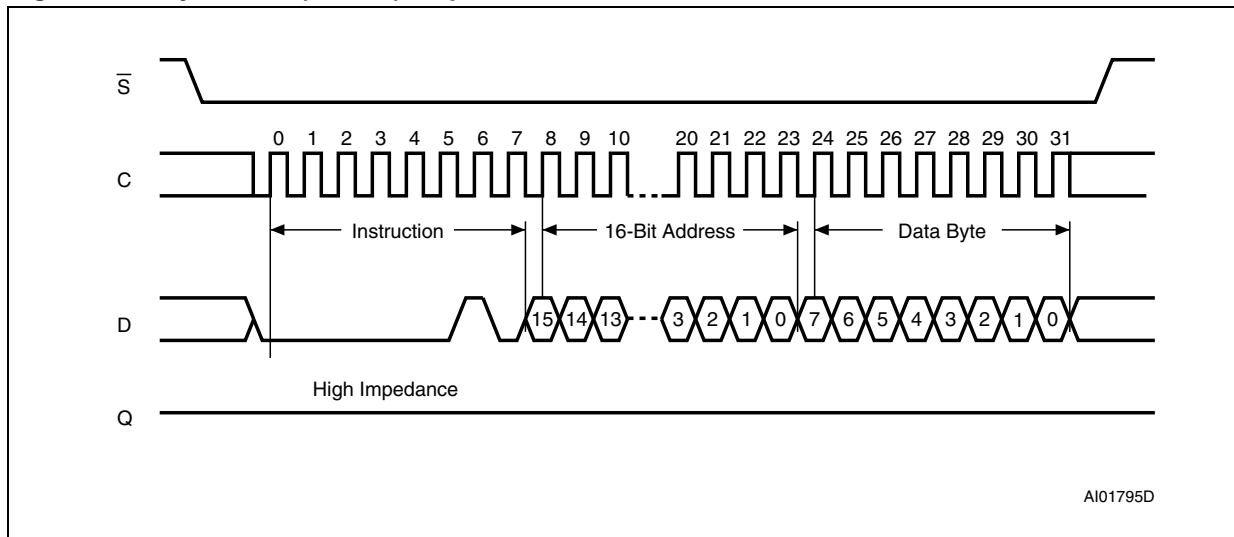 S̅
0 1 2 3 4 5 6 7 8 9 10 20 21 22 23 24 25 26 27 28 29 30 31
C
Instruction 16-Bit Address Data Byte
D 15 14 13 3 2 1 0 7 6 5 4 3 2 1 0
High Impedance
Q
AI01795D